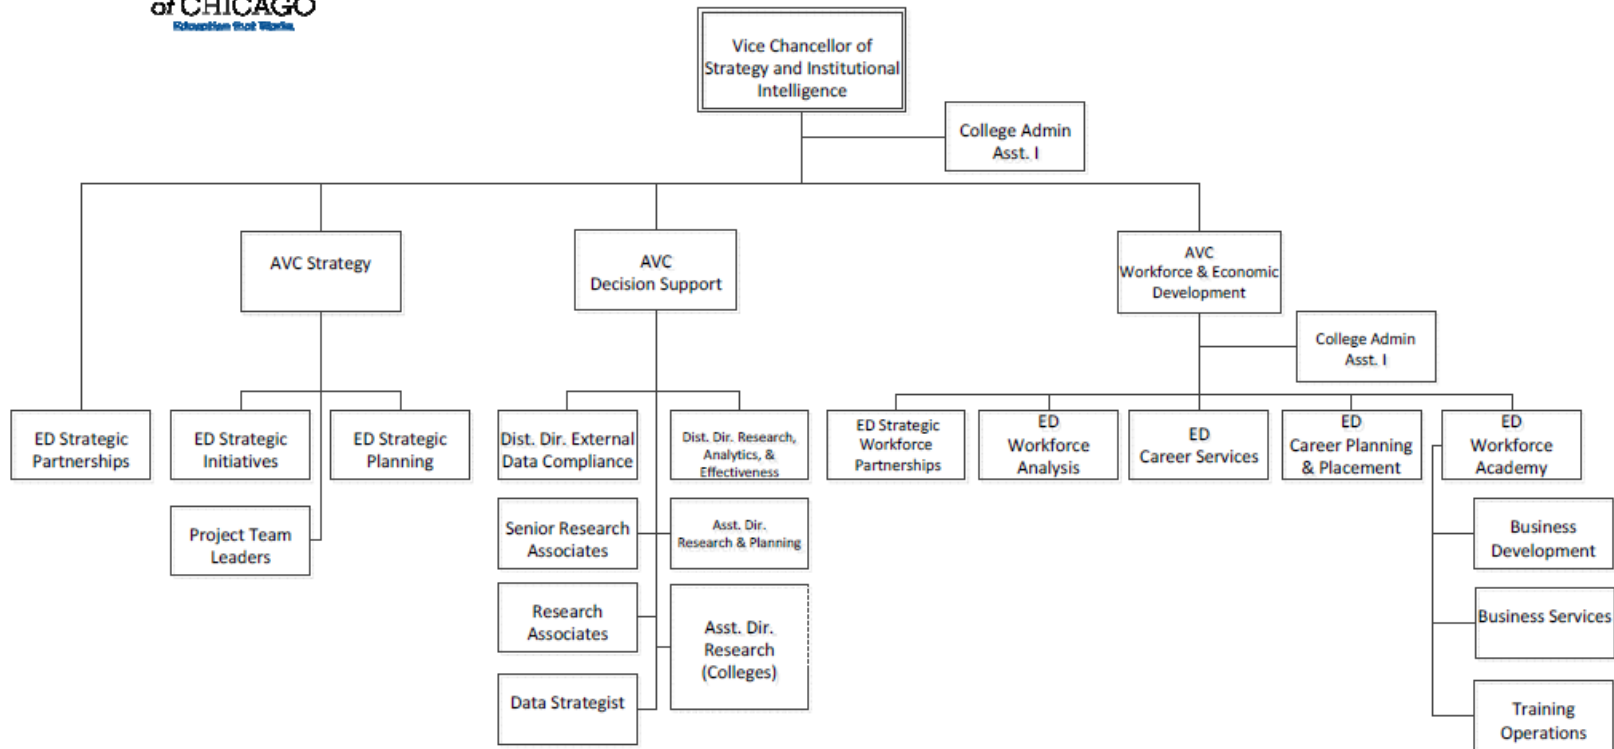 of CHICAGO
Education that Works.
Vice Chancellor of
Strategy and Institutional
Intelligence
College Admin
Asst. I
AVC Strategy
AVC
Decision Support
AVC
Workforce & Economic
Development
College Admin
Asst. I
ED Strategic
Partnerships
ED Strategic
Initiatives
ED Strategic
Planning
Dist. Dir. External
Data Compliance
Dist. Dir. Research,
Analytics, &
Effectiveness
ED Strategic
Workforce
Partnerships
ED
Workforce
Analysis
ED
Career Services
ED
Career Planning
& Placement
ED
Workforce
Academy
Project Team
Leaders
Senior Research
Associates
Asst. Dir.
Research & Planning
Business
Development
Research
Associates
Asst. Dir.
Research
(Colleges)
Business Services
Data Strategist
Training
Operations